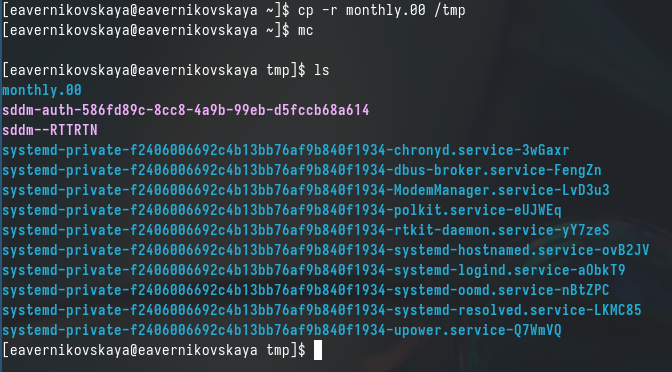 [eavernikovskaya@eavernikovskaya ~]$ cp -r monthly.00 /tmp
[eavernikovskaya@eavernikovskaya ~]$ mc
[eavernikovskaya@eavernikovskaya tmp]$ ls
monthly.00
sddm-auth-586fd89c-8cc8-4a9b-99eb-d5fccb68a614
sddm--RTTRTN
systemd-private-f2406006692c4b13bb76af9b840f1934-chronyd.service-3wGaxr
systemd-private-f2406006692c4b13bb76af9b840f1934-dbus-broker.service-FengZn
systemd-private-f2406006692c4b13bb76af9b840f1934-ModemManager.service-LvD3u3
systemd-private-f2406006692c4b13bb76af9b840f1934-polkit.service-eUJWEq
systemd-private-f2406006692c4b13bb76af9b840f1934-rtkit-daemon.service-yY7zeS
systemd-private-f2406006692c4b13bb76af9b840f1934-systemd-hostnamed.service-ovB2JV
systemd-private-f2406006692c4b13bb76af9b840f1934-systemd-logind.service-aObkT9
systemd-private-f2406006692c4b13bb76af9b840f1934-systemd-oomd.service-nBtZPC
systemd-private-f2406006692c4b13bb76af9b840f1934-systemd-resolved.service-LKMC85
systemd-private-f2406006692c4b13bb76af9b840f1934-upower.service-Q7WmVQ
[eavernikovskaya@eavernikovskaya tmp]$